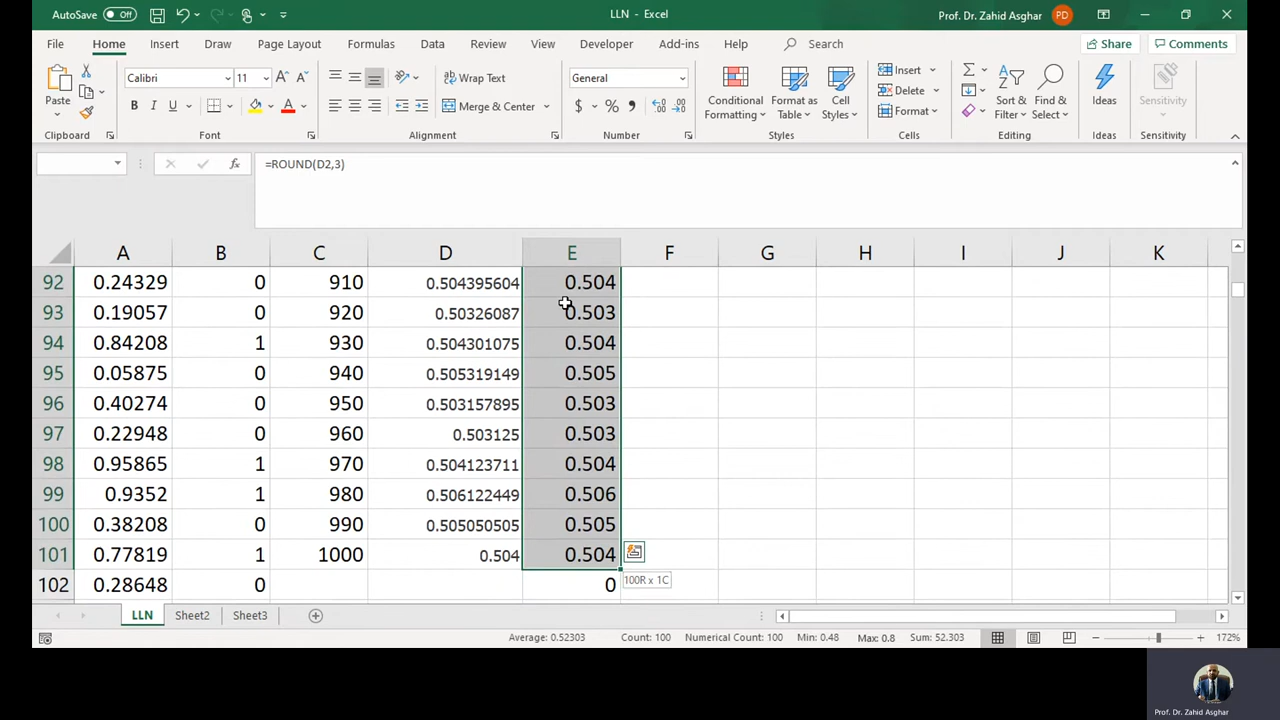 AutoSave Off LLN - Excel Prof. Dr. Zahid Asghar PD
File Home Insert Draw Page Layout Formulas Data Review View Developer Add-ins Help Search Share Comments
Paste Calibri 11 A A Wrap Text General Conditional Formatting Format as Table Cell Styles Insert Delete Format Sort & Filter Find & Select Ideas Sensitivity
B I U A Merge & Center $ % ,
Clipboard Font Alignment Number Styles Cells Editing Ideas Sensitivity
fx =ROUND(D2,3)
A B C D E F G H I J K
92 0.24329 0 910 0.504395604 0.504
93 0.19057 0 920 0.50326087 0.503
94 0.84208 1 930 0.504301075 0.504
95 0.05875 0 940 0.505319149 0.505
96 0.40274 0 950 0.503157895 0.503
97 0.22948 0 960 0.503125 0.503
98 0.95865 1 970 0.504123711 0.504
99 0.9352 1 980 0.506122449 0.506
100 0.38208 0 990 0.505050505 0.505
101 0.77819 1 1000 0.504 0.504
100R x 1C
102 0.28648 0 0
LLN Sheet2 Sheet3
Average: 0.52303 Count: 100 Numerical Count: 100 Min: 0.48 Max: 0.8 Sum: 52.303 172%
Prof. Dr. Zahid Asghar